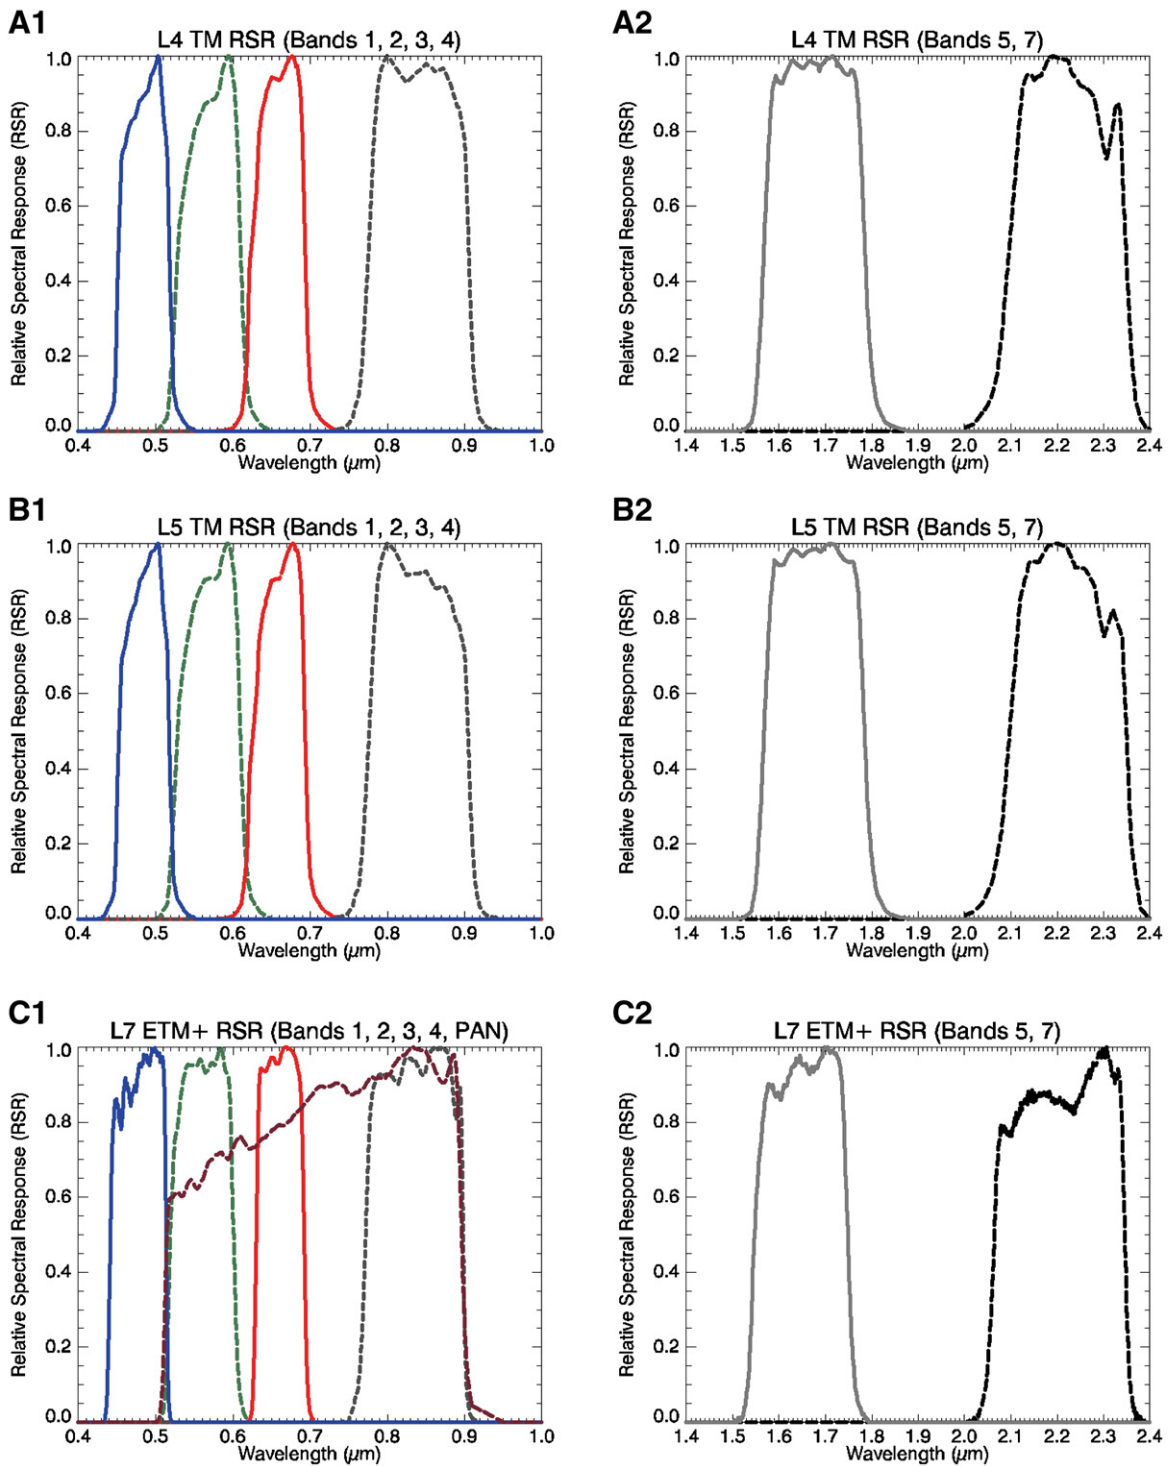 A1
L4 TM RSR (Bands 1, 2, 3, 4)
Relative Spectral Response (RSR)
1.0
0.8
0.6
0.4
0.2
0.0
0.4 0.5 0.6 0.7 0.8 0.9 1.0
Wavelength (µm)
A2
L4 TM RSR (Bands 5, 7)
Relative Spectral Response (RSR)
1.0
0.8
0.6
0.4
0.2
0.0
1.4 1.5 1.6 1.7 1.8 1.9 2.0 2.1 2.2 2.3 2.4
Wavelength (µm)
B1
L5 TM RSR (Bands 1, 2, 3, 4)
Relative Spectral Response (RSR)
1.0
0.8
0.6
0.4
0.2
0.0
0.4 0.5 0.6 0.7 0.8 0.9 1.0
Wavelength (µm)
B2
L5 TM RSR (Bands 5, 7)
Relative Spectral Response (RSR)
1.0
0.8
0.6
0.4
0.2
0.0
1.4 1.5 1.6 1.7 1.8 1.9 2.0 2.1 2.2 2.3 2.4
Wavelength (µm)
C1
L7 ETM+ RSR (Bands 1, 2, 3, 4, PAN)
Relative Spectral Response (RSR)
1.0
0.8
0.6
0.4
0.2
0.0
0.4 0.5 0.6 0.7 0.8 0.9 1.0
Wavelength (µm)
C2
L7 ETM+ RSR (Bands 5, 7)
Relative Spectral Response (RSR)
1.0
0.8
0.6
0.4
0.2
0.0
1.4 1.5 1.6 1.7 1.8 1.9 2.0 2.1 2.2 2.3 2.4
Wavelength (µm)